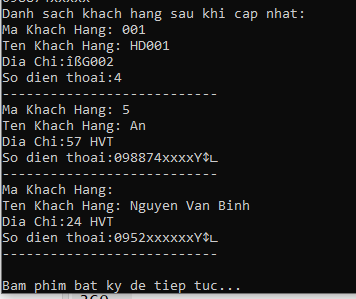 Danh sach khach hang sau khi cap nhat:
Ma Khach Hang: 001
Ten Khach Hang: HD001
Dia Chi:îßG002
So dien thoai:4
---------------------------
Ma Khach Hang: 5
Ten Khach Hang: An
Dia Chi:57 HVT
So dien thoai:098874xxxxY↕∟
---------------------------
Ma Khach Hang:
Ten Khach Hang: Nguyen Van Binh
Dia Chi:24 HVT
So dien thoai:0952xxxxxxY↕∟
---------------------------
Bam phim bat ky de tiep tuc...